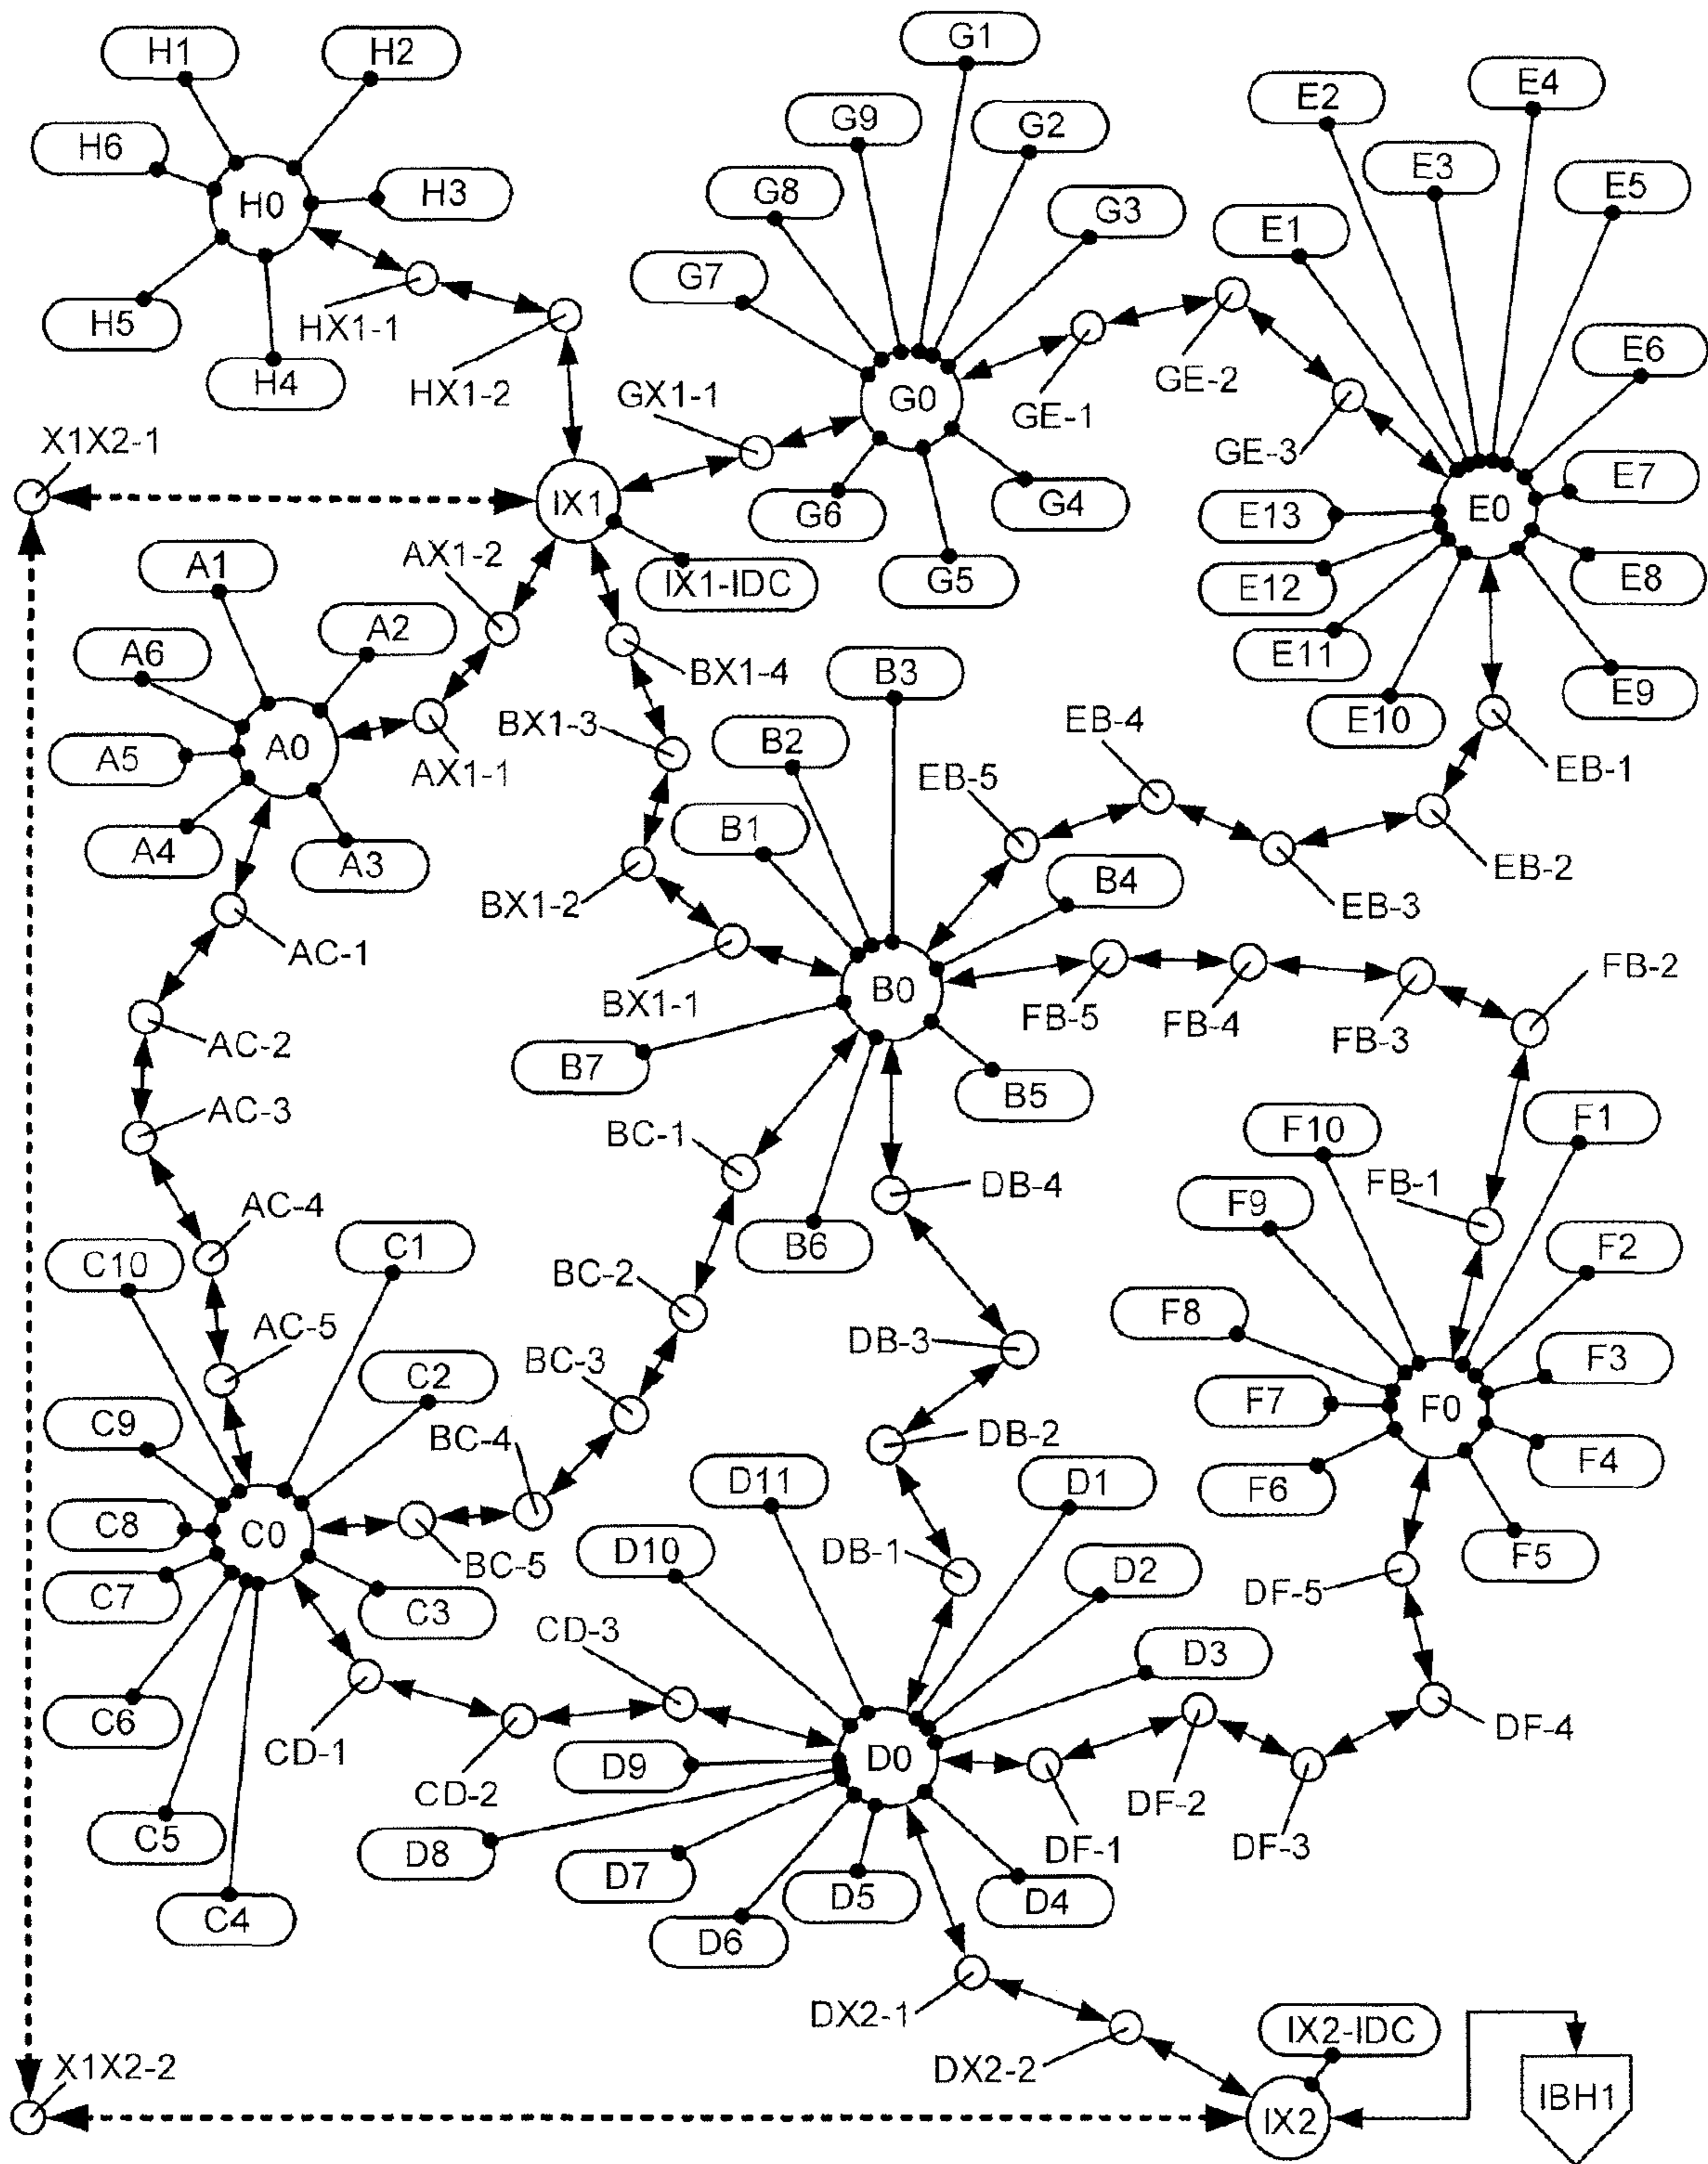 H1
H2
G1
E2
E4
G9
G2
H6
E3
H0
H3
G8
G3
E5
E1
G7
H5
HX1-1
H4
HX1-2
GX1-1
G0
GE-1
GE-2
E6
X1X2-1
GE-3
IX1
G6
G4
E7
E13
E0
A1
AX1-2
IX1-IDC
G5
E12
E8
A6
A2
E11
BX1-4
B3
E9
A5
A0
AX1-1
BX1-3
B2
EB-4
E10
EB-5
EB-1
A4
A3
B1
BX1-2
B4
EB-3
EB-2
AC-1
BX1-1
B0
FB-5
FB-4
FB-3
FB-2
AC-2
B7
B5
AC-3
BC-1
F10
F1
DB-4
FB-1
AC-4
F9
C10
C1
BC-2
B6
F2
F8
AC-5
DB-3
BC-3
C2
F3
F7
F0
C9
BC-4
DB-2
D11
D1
F6
F4
C8
C0
D10
DB-1
BC-5
F5
C7
D2
DF-5
C3
CD-3
D3
C6
CD-1
DF-4
CD-2
D9
D0
DF-2
C5
D8
D7
D5
D4
DF-1
DF-3
C4
D6
DX2-1
IX2-IDC
X1X2-2
DX2-2
IX2
IBH1